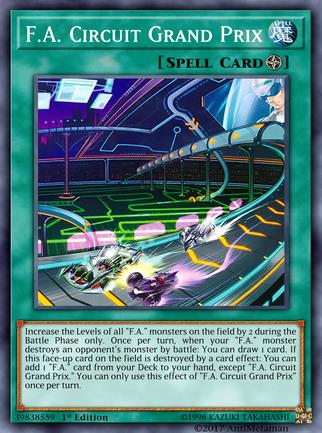 F.A. Circuit Grand Prix
魔
[Spell Card]
Increase the Levels of all "F.A." monsters on the field by 2 during the
Battle Phase only. Once per turn, when your "F.A." monster
destroys an opponent's monster by battle: You can draw 1 card. If
this face-up card on the field is destroyed by a card effect: You can
add 1 "F.A." card from your Deck to your hand, except "F.A. Circuit
Grand Prix." You can only use this effect of "F.A. Circuit Grand Prix"
once per turn.
39838559 1st Edition ©1996 KAZUKI TAKAHASHI
©2017 AntiMetaman